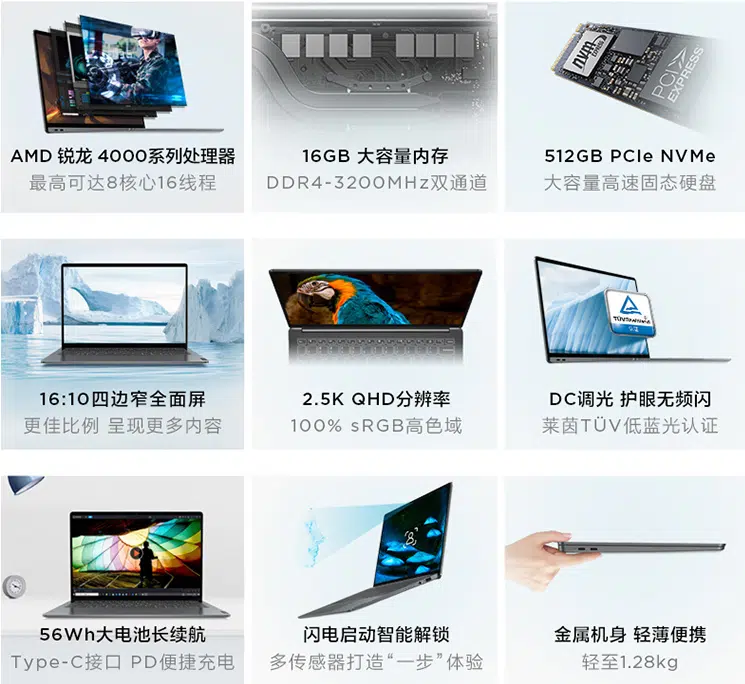 nvm
EXPRESS
PCI
EXPRESS
AMD 锐龙 4000系列处理器
最高可达8核心16线程
16GB 大容量内存
DDR4-3200MHz双通道
512GB PCIe NVMe
大容量高速固态硬盘
TÜVRheinland
16:10四边窄全面屏
更佳比例 呈现更多内容
2.5K QHD分辨率
100% sRGB高色域
DC调光 护眼无频闪
莱茵TÜV低蓝光认证
56Wh大电池长续航
Type-C接口 PD便捷充电
闪电启动智能解锁
多传感器打造“一步”体验
金属机身 轻薄便携
轻至1.28kg